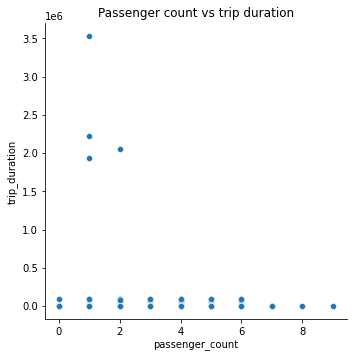 Passenger count vs trip duration
1e6
3.5
3.0
2.5
2.0
1.5
1.0
0.5
0.0
trip_duration
0 2 4 6 8
passenger_count